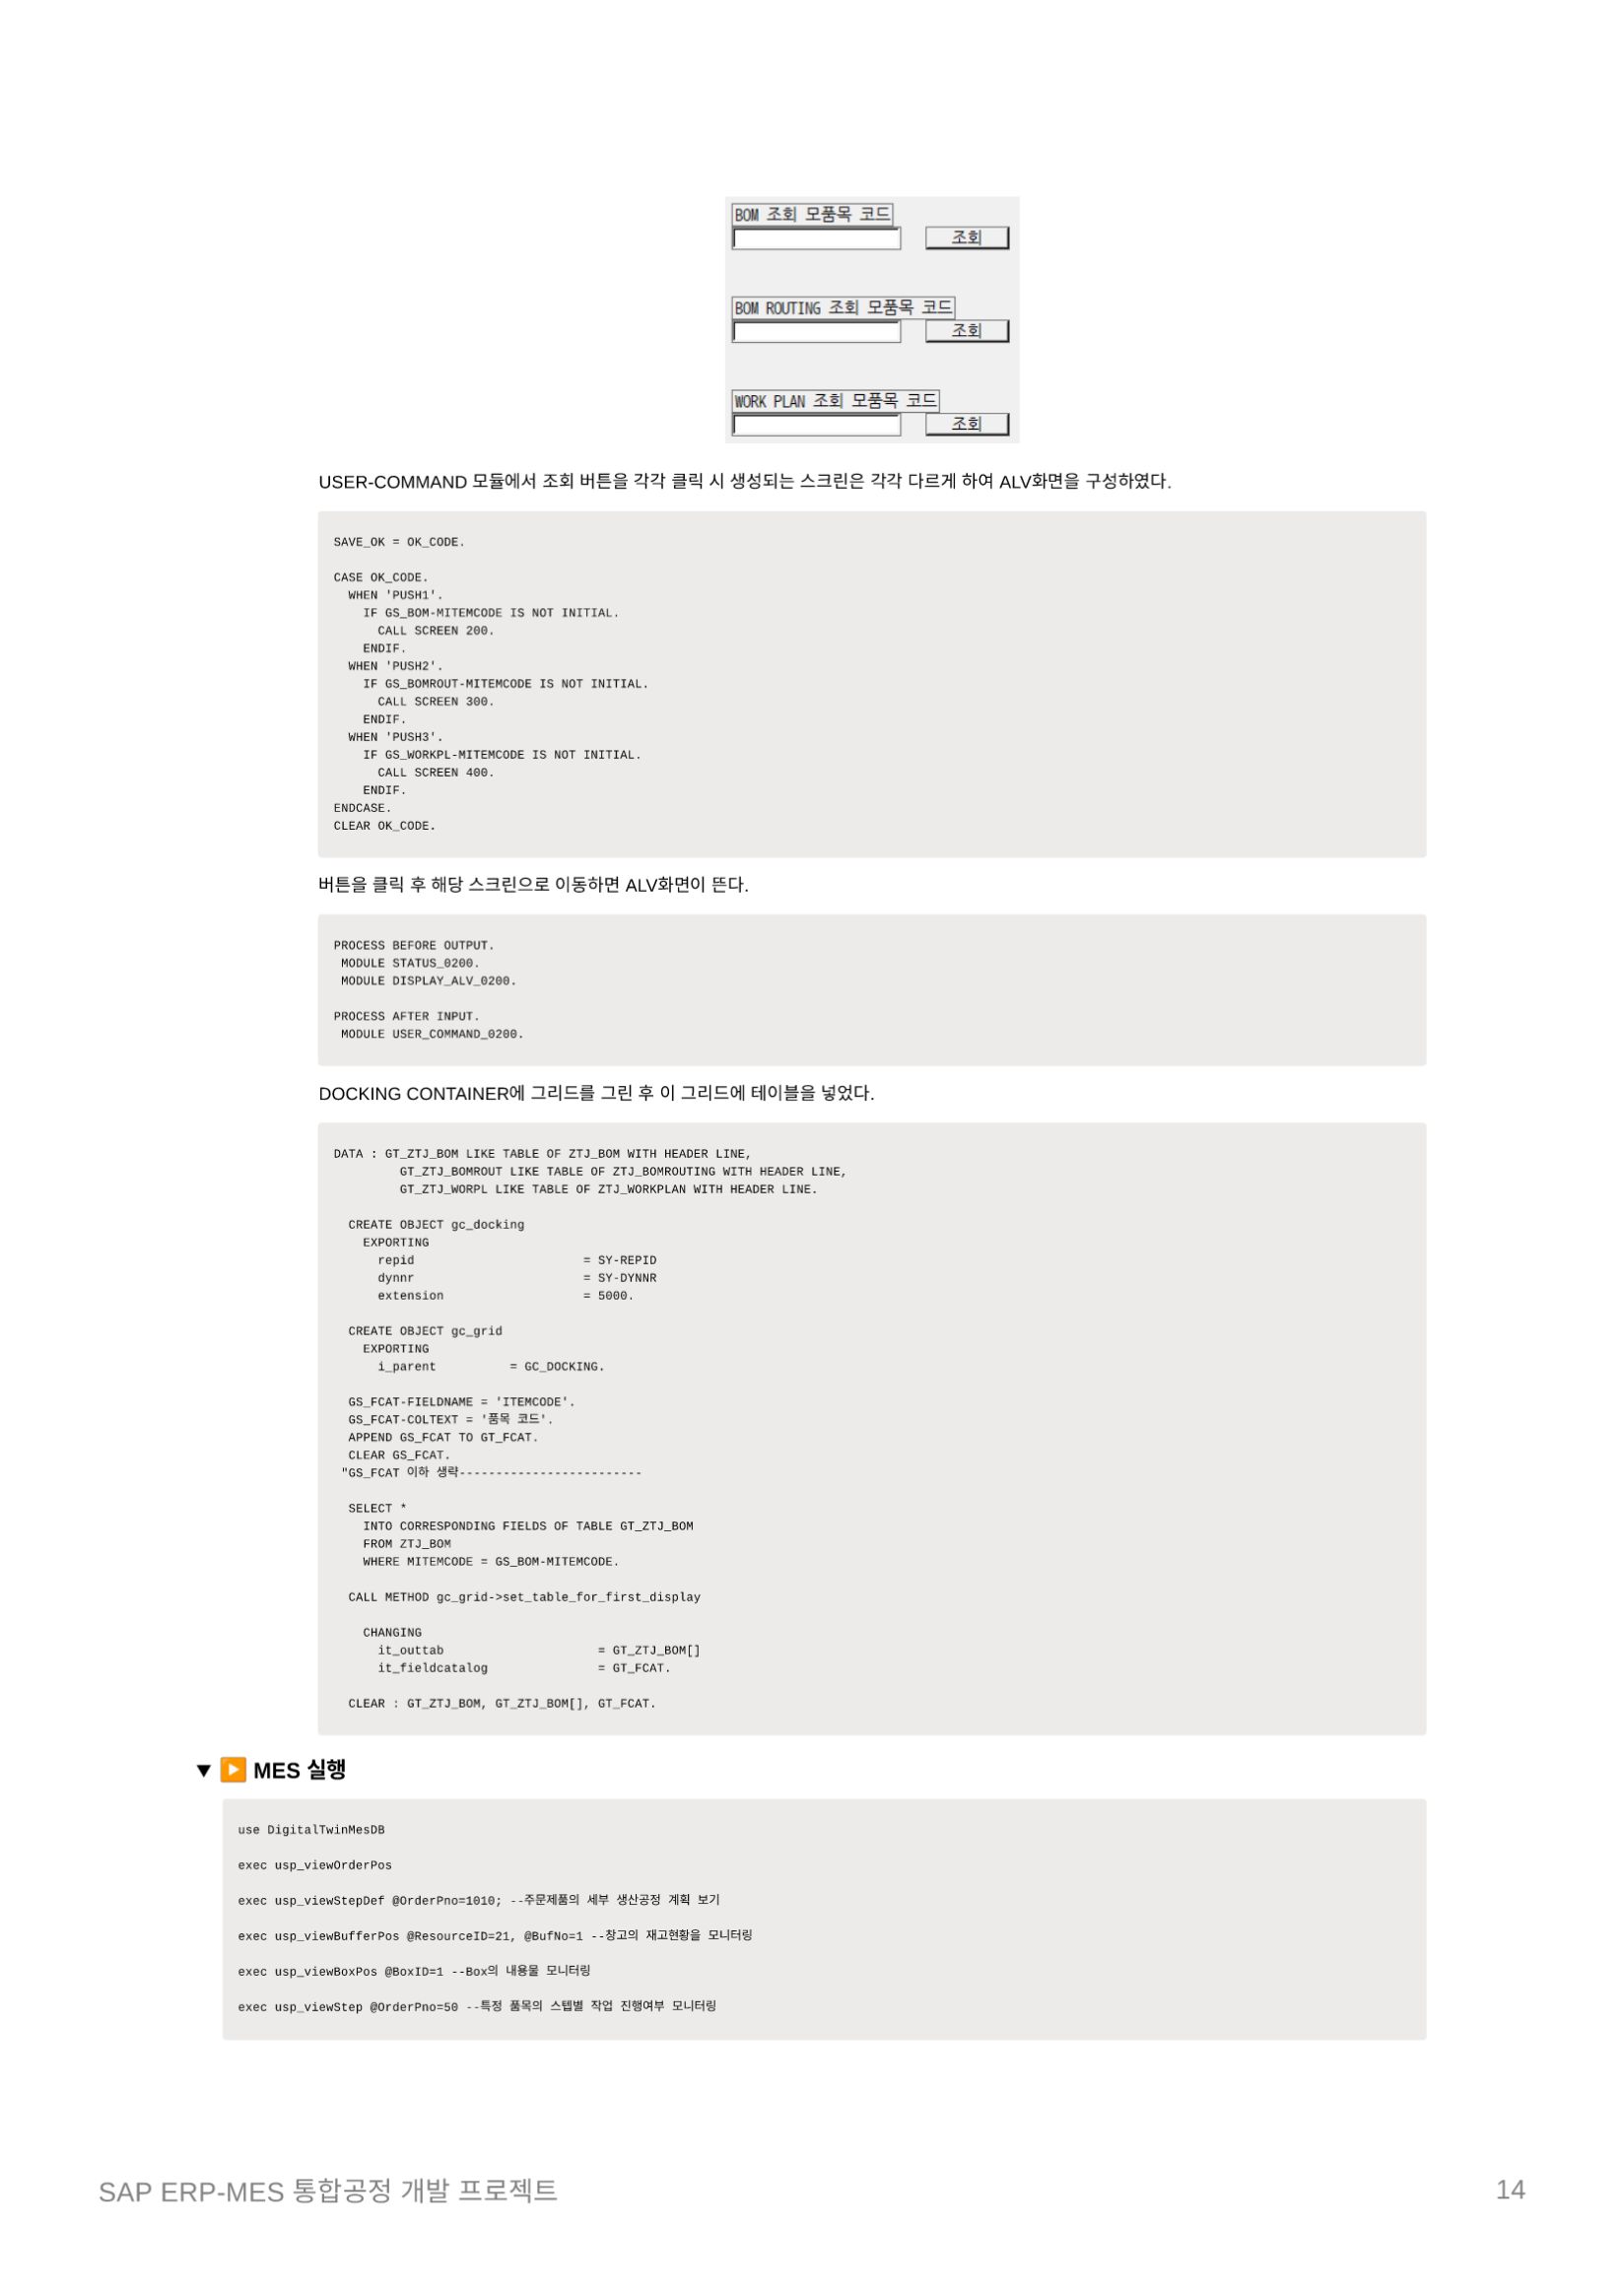 BOM 조회 모품목 코드
조회
BOM ROUTING 조회 모품목 코드
조회
WORK PLAN 조회 모품목 코드
조회
USER-COMMAND 모듈에서 조회 버튼을 각각 클릭 시 생성되는 스크린은 각각 다르게 하여 ALV화면을 구성하였다.
SAVE_OK = OK_CODE.
CASE OK_CODE.
WHEN 'PUSH1'.
IF GS_BOM-MITEMCODE IS NOT INITIAL.
CALL SCREEN 200.
ENDIF.
WHEN 'PUSH2'.
IF GS_BOMROUT-MITEMCODE IS NOT INITIAL.
CALL SCREEN 300.
ENDIF.
WHEN 'PUSH3'.
IF GS_WORKPL-MITEMCODE IS NOT INITIAL.
CALL SCREEN 400.
ENDIF.
ENDCASE.
CLEAR OK_CODE.
버튼을 클릭 후 해당 스크린으로 이동하면 ALV화면이 뜬다.
PROCESS BEFORE OUTPUT.
MODULE STATUS_0200.
MODULE DISPLAY_ALV_0200.
PROCESS AFTER INPUT.
MODULE USER_COMMAND_0200.
DOCKING CONTAINER에 그리드를 그린 후 이 그리드에 테이블을 넣었다.
DATA : GT_ZTJ_BOM LIKE TABLE OF ZTJ_BOM WITH HEADER LINE,
GT_ZTJ_BOMROUT LIKE TABLE OF ZTJ_BOMROUTING WITH HEADER LINE,
GT_ZTJ_WORPL LIKE TABLE OF ZTJ_WORKPLAN WITH HEADER LINE.
CREATE OBJECT gc_docking
EXPORTING
repid = SY-REPID
dynnr = SY-DYNNR
extension = 5000.
CREATE OBJECT gc_grid
EXPORTING
i_parent = GC_DOCKING.
GS_FCAT-FIELDNAME = 'ITEMCODE'.
GS_FCAT-COLTEXT = '품목 코드'.
APPEND GS_FCAT TO GT_FCAT.
CLEAR GS_FCAT.
"GS_FCAT 이하 생략-------------------------
SELECT *
INTO CORRESPONDING FIELDS OF TABLE GT_ZTJ_BOM
FROM ZTJ_BOM
WHERE MITEMCODE = GS_BOM-MITEMCODE.
CALL METHOD gc_grid->set_table_for_first_display
CHANGING
it_outtab = GT_ZTJ_BOM[]
it_fieldcatalog = GT_FCAT.
CLEAR : GT_ZTJ_BOM, GT_ZTJ_BOM[], GT_FCAT.
▼ ▶️ MES 실행
use DigitalTwinMesDB
exec usp_viewOrderPos
exec usp_viewStepDef @OrderPno=1010; --주문제품의 세부 생산공정 계획 보기
exec usp_viewBufferPos @ResourceID=21, @BufNo=1 --창고의 재고현황을 모니터링
exec usp_viewBoxPos @BoxID=1 --Box의 내용물 모니터링
exec usp_viewStep @OrderPno=50 --특정 품목의 스텝별 작업 진행여부 모니터링
SAP ERP-MES 통합공정 개발 프로젝트
14